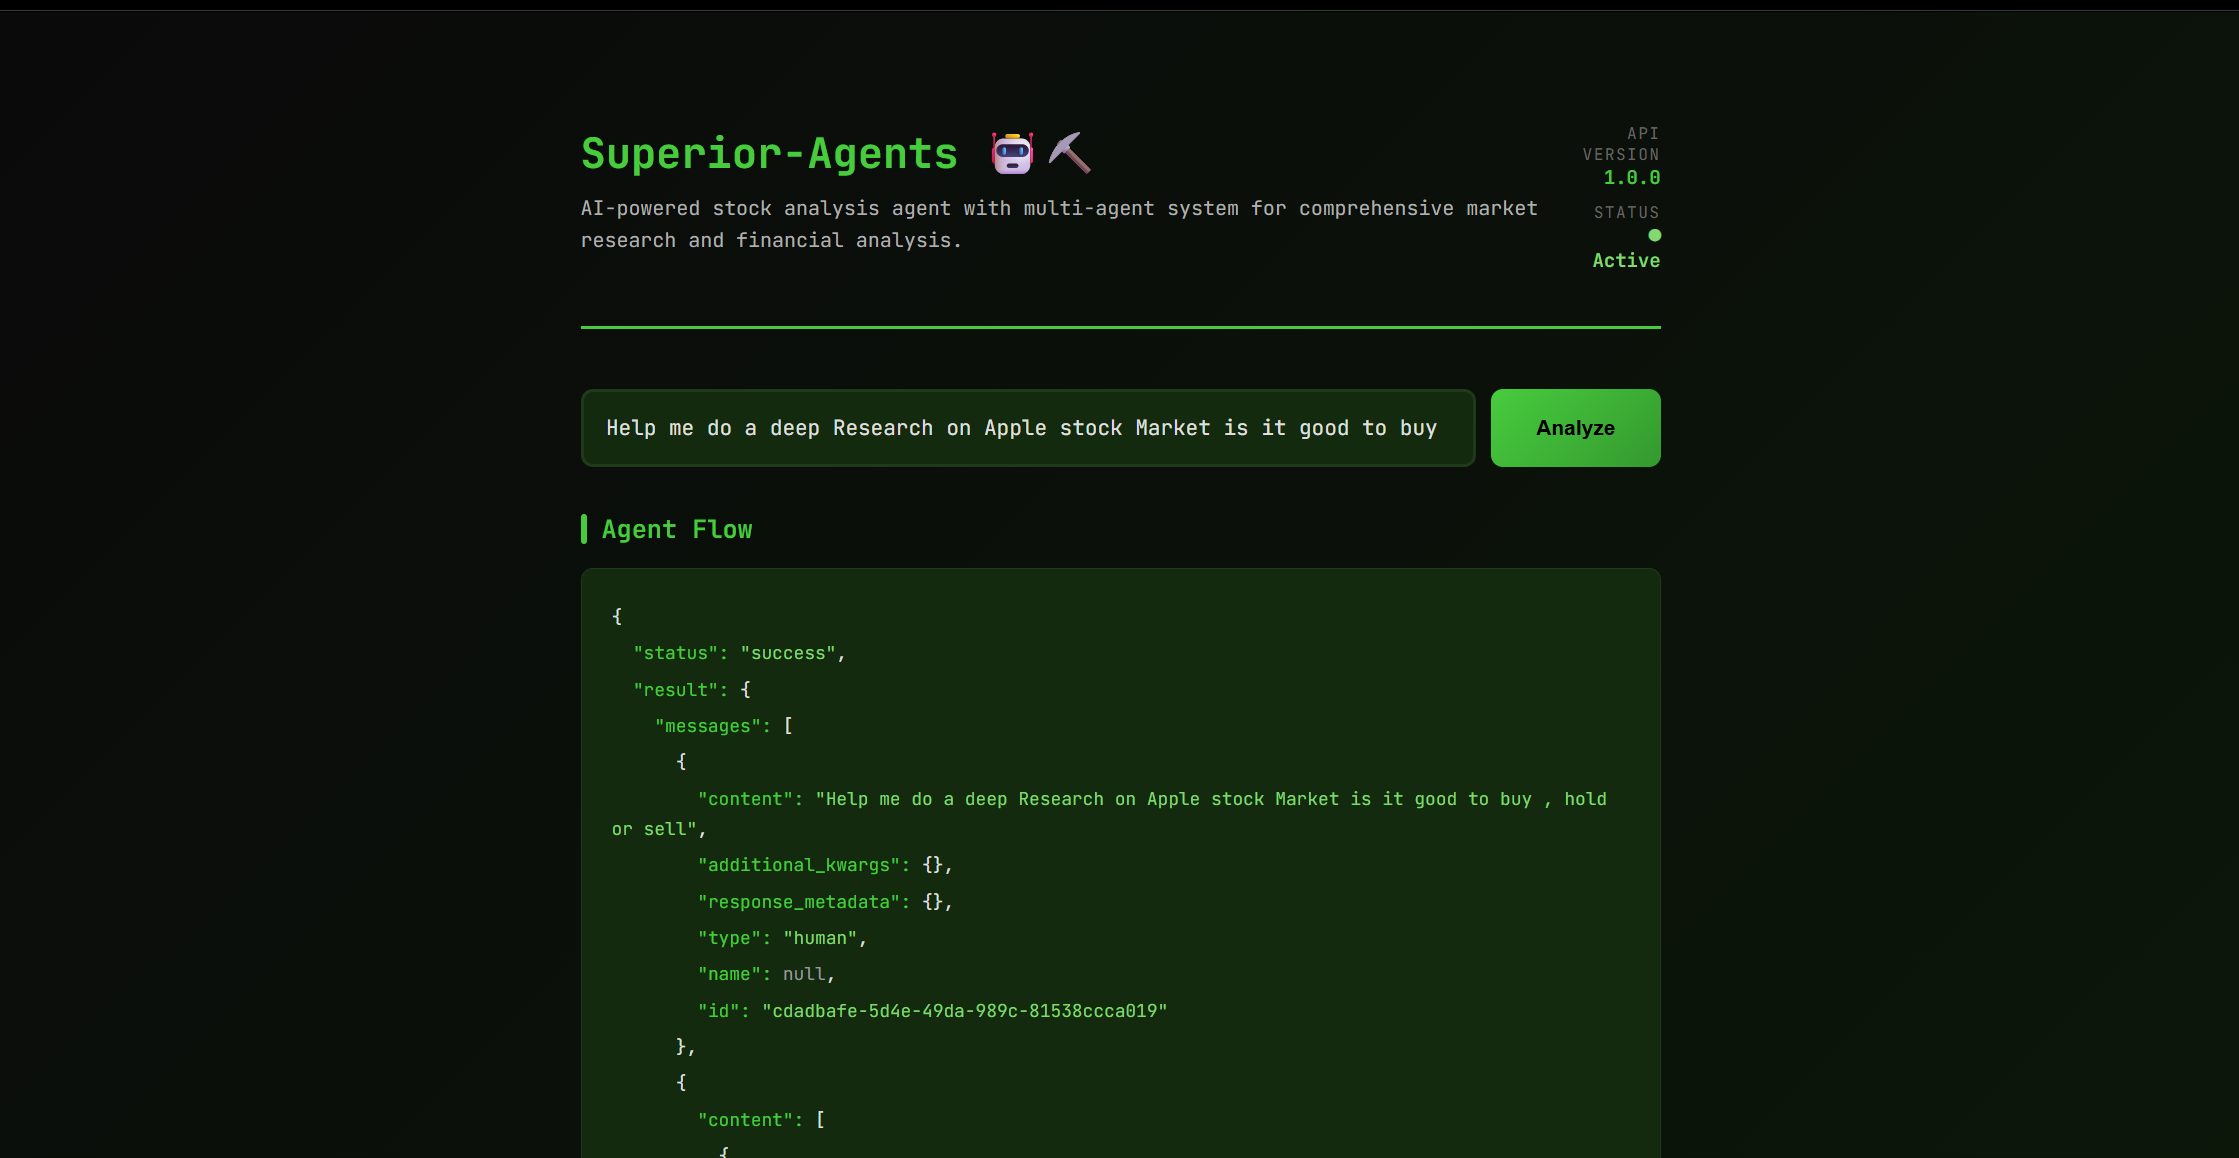 Superior-Agents
AI-powered stock analysis agent with multi-agent system for comprehensive market
research and financial analysis.
API
VERSION
1.0.0
STATUS
Active
Help me do a deep Research on Apple stock Market is it good to buy
Analyze
Agent Flow
{
"status": "success",
"result": {
"messages": [
{
"content": "Help me do a deep Research on Apple stock Market is it good to buy , hold
or sell",
"additional_kwargs": {},
"response_metadata": {},
"type": "human",
"name": null,
"id": "cdadbafe-5d4e-49da-989c-81538ccca019"
},
{
"content": [
{